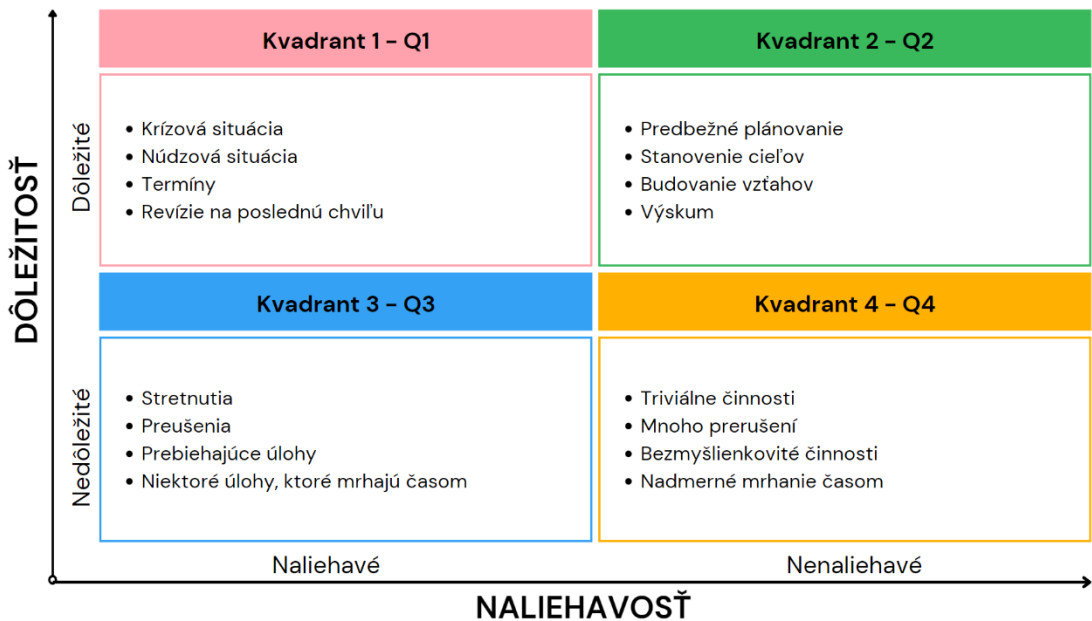 Kvadrant 1 – Q1
Kvadrant 2 – Q2
DÔLEŽITOSŤ
Dôležité
• Krízová situácia
• Núdzová situácia
• Termíny
• Revízie na poslednú chviľu
• Predbežné plánovanie
• Stanovenie cieľov
• Budovanie vzťahov
• Výskum
Kvadrant 3 – Q3
Kvadrant 4 – Q4
Nedôležité
• Stretnutia
• Preušenia
• Prebiehajúce úlohy
• Niektoré úlohy, ktoré mrhajú časom
• Triviálne činnosti
• Mnoho prerušení
• Bezmyšlienkovité činnosti
• Nadmerné mrhanie časom
Naliehavé
Nenaliehavé
NALIEHAVOSŤ